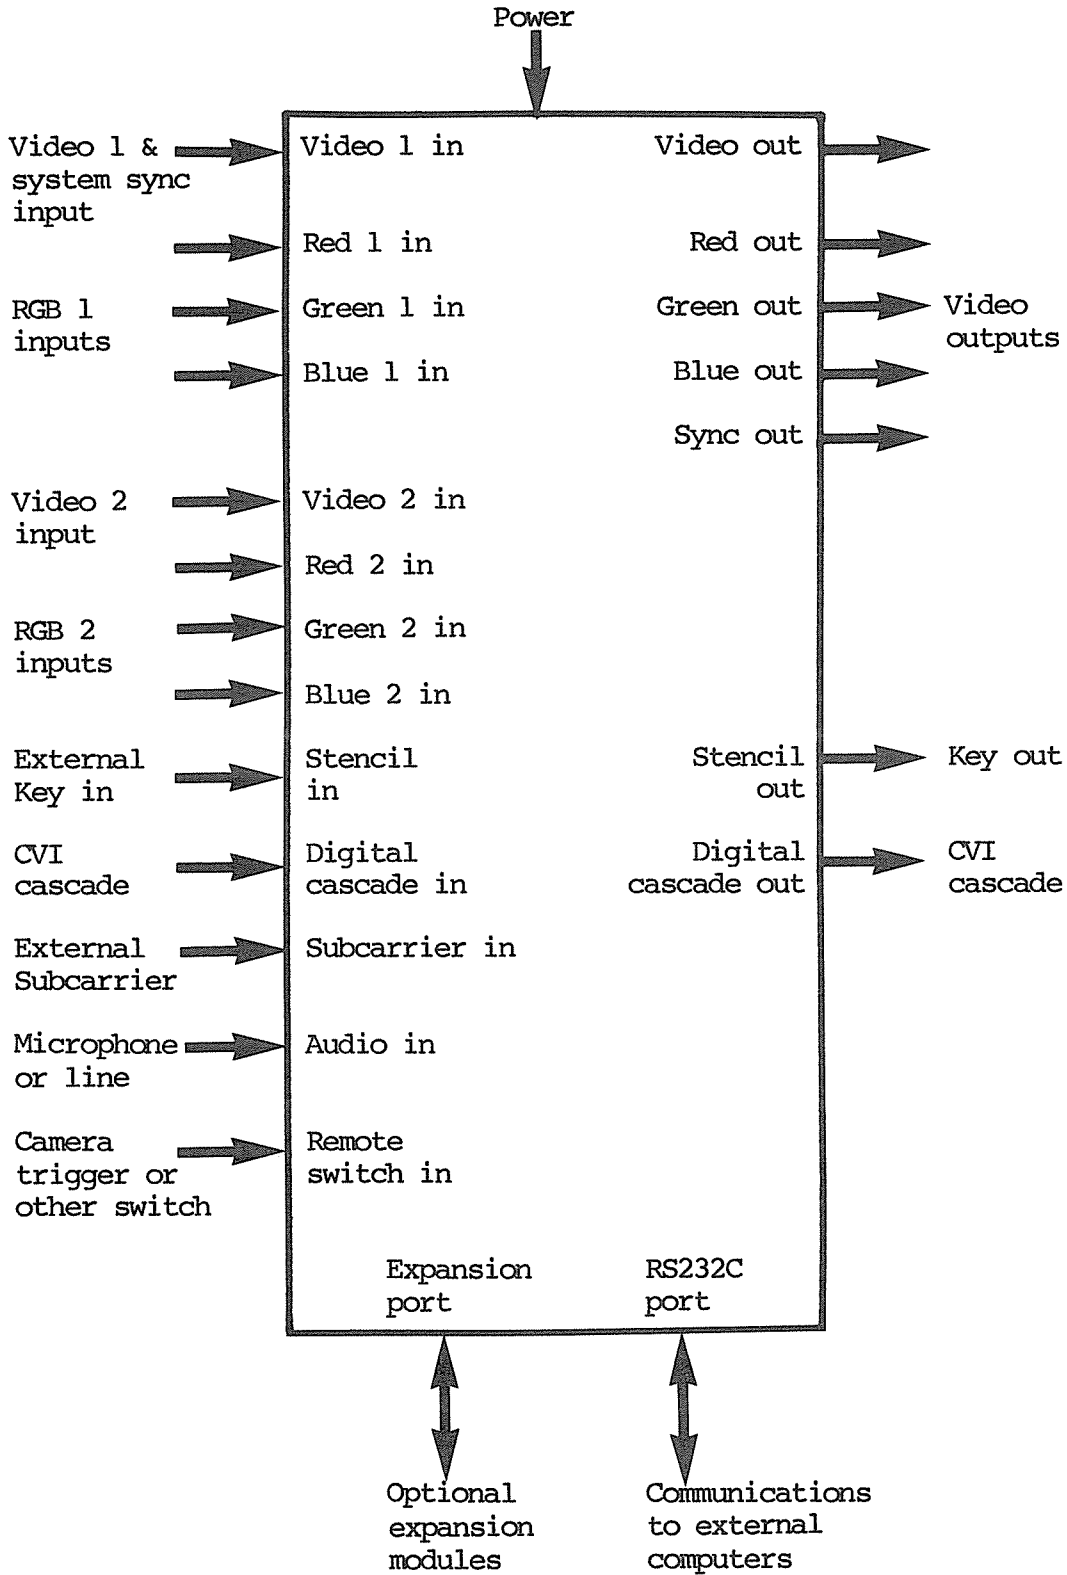 Power
Video 1 &
system sync
input
Video 1 in
Video out
Red 1 in
Red out
RGB 1
inputs
Green 1 in
Green out
Video
outputs
Blue 1 in
Blue out
Sync out
Video 2
input
Video 2 in
Red 2 in
RGB 2
inputs
Green 2 in
Blue 2 in
External
Key in
Stencil
in
Stencil
out
Key out
CVI
cascade
Digital
cascade in
Digital
cascade out
CVI
cascade
External
Subcarrier
Subcarrier in
Microphone
or line
Audio in
Camera
trigger or
other switch
Remote
switch in
Expansion
port
RS232C
port
Optional
expansion
modules
Communications
to external
computers